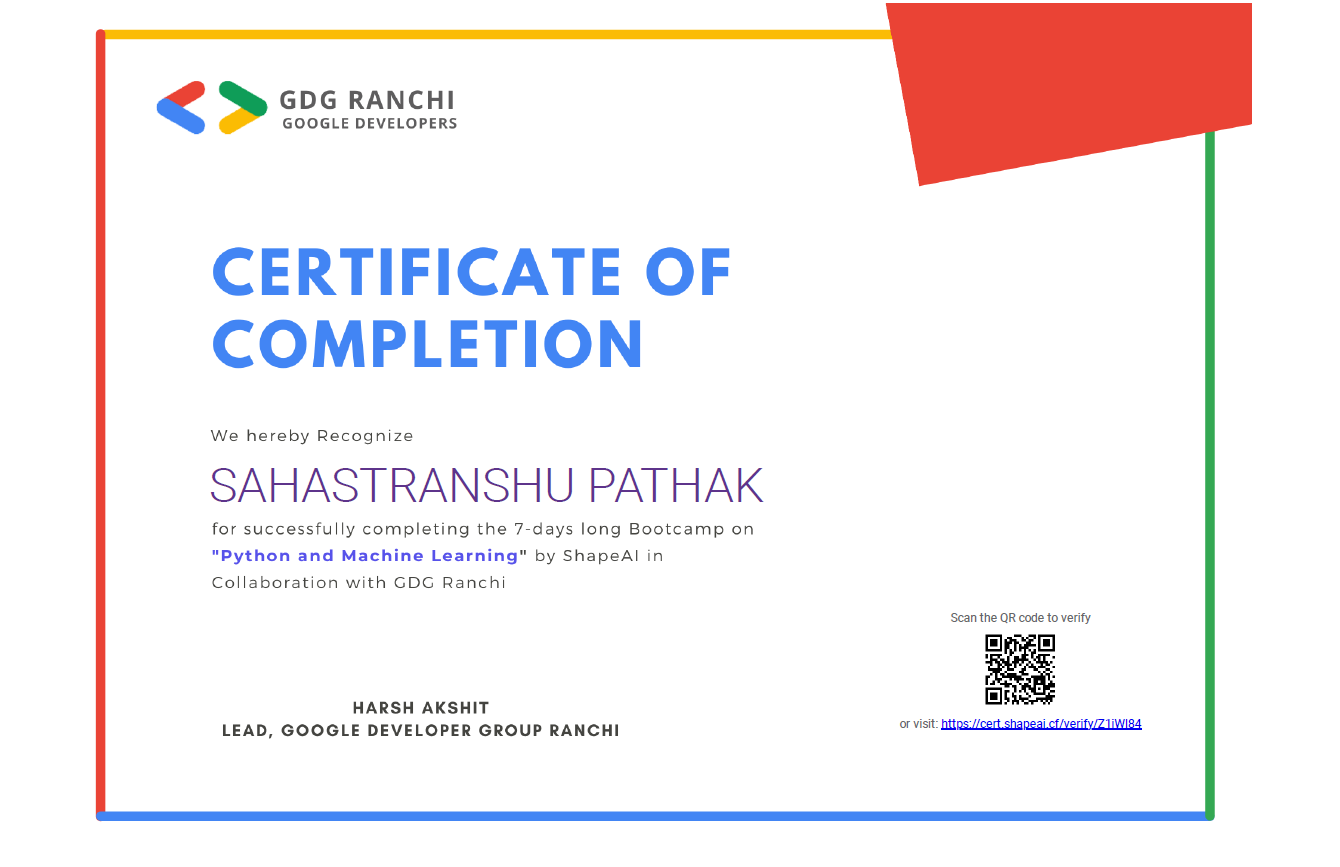 GDG RANCHI
GOOGLE DEVELOPERS
CERTIFICATE OF
COMPLETION
We hereby Recognize
SAHASTRANSHU PATHAK
for successfully completing the 7-days long Bootcamp on
"Python and Machine Learning" by ShapeAI in
Collaboration with GDG Ranchi
Scan the QR code to verify
HARSH AKSHIT
LEAD, GOOGLE DEVELOPER GROUP RANCHI
or visit: https://cert.shapeai.cf/verify/Z1iWI84